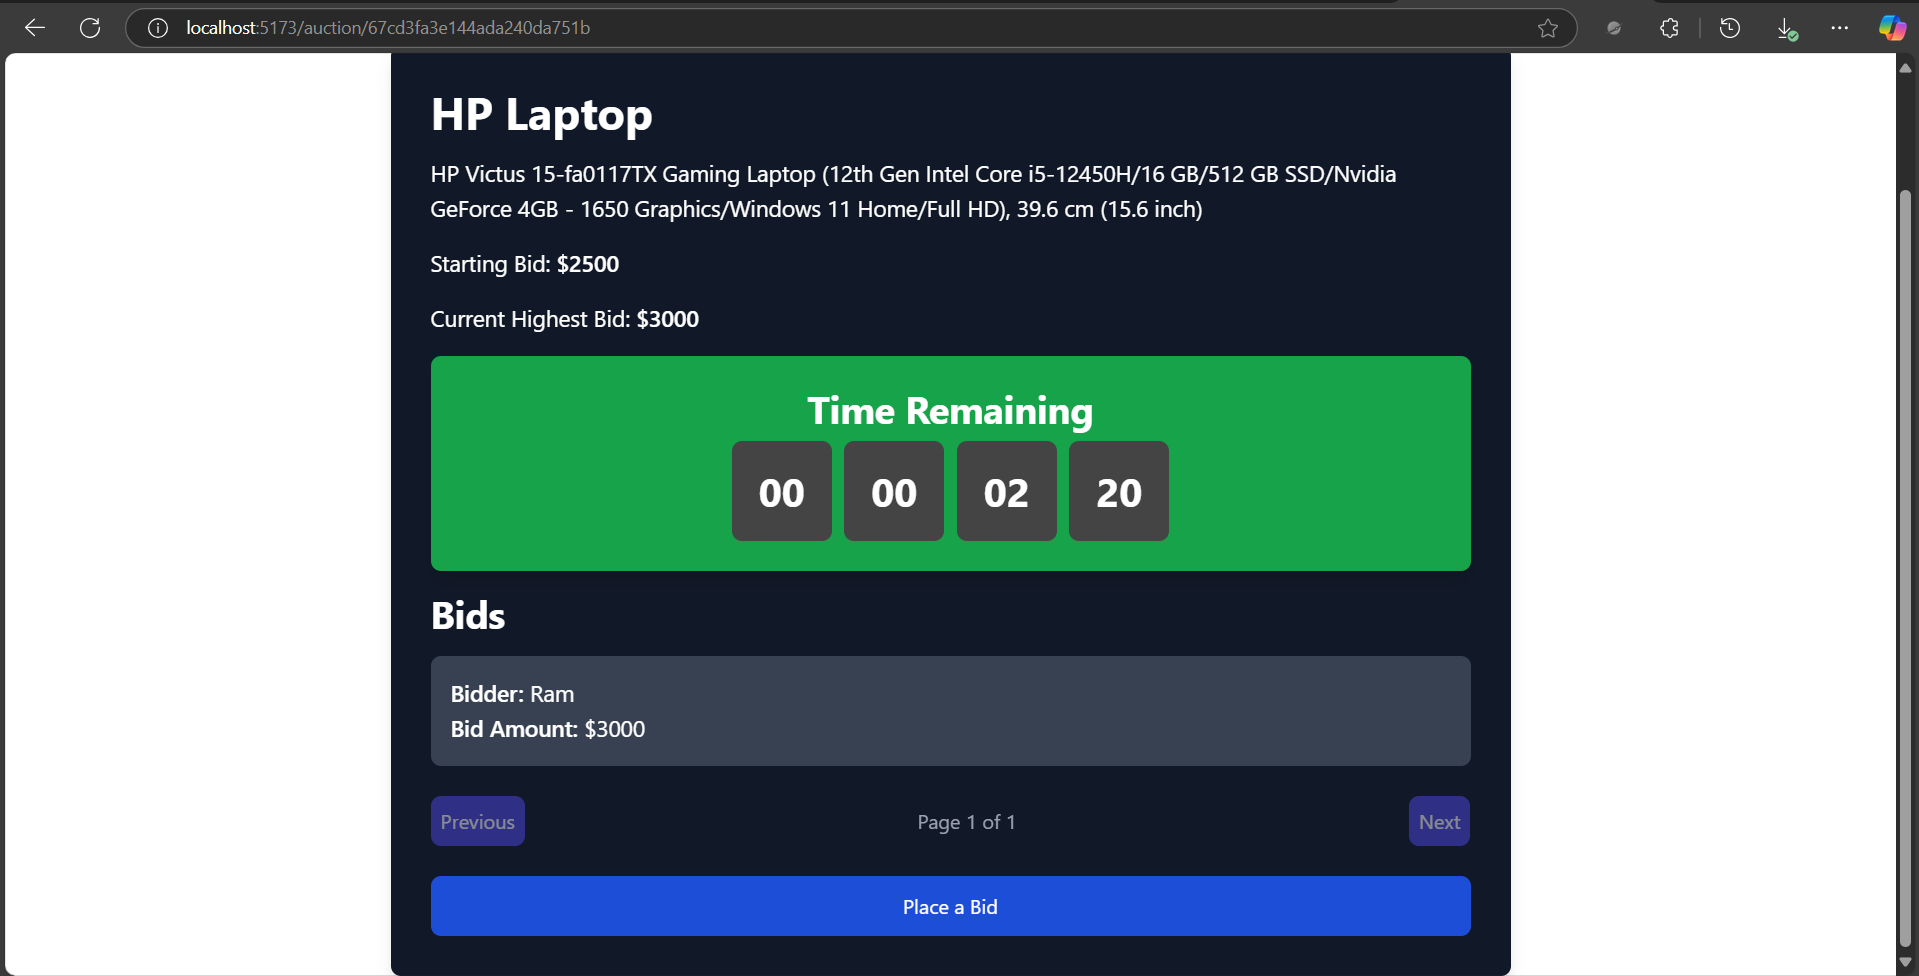 localhost:5173/auction/67cd3fa3e144ada240da751b
HP Laptop
HP Victus 15-fa0117TX Gaming Laptop (12th Gen Intel Core i5-12450H/16 GB/512 GB SSD/Nvidia
GeForce 4GB - 1650 Graphics/Windows 11 Home/Full HD), 39.6 cm (15.6 inch)
Starting Bid: $2500
Current Highest Bid: $3000
Time Remaining
00 00 02 20
Bids
Bidder: Ram
Bid Amount: $3000
Previous Page 1 of 1 Next
Place a Bid